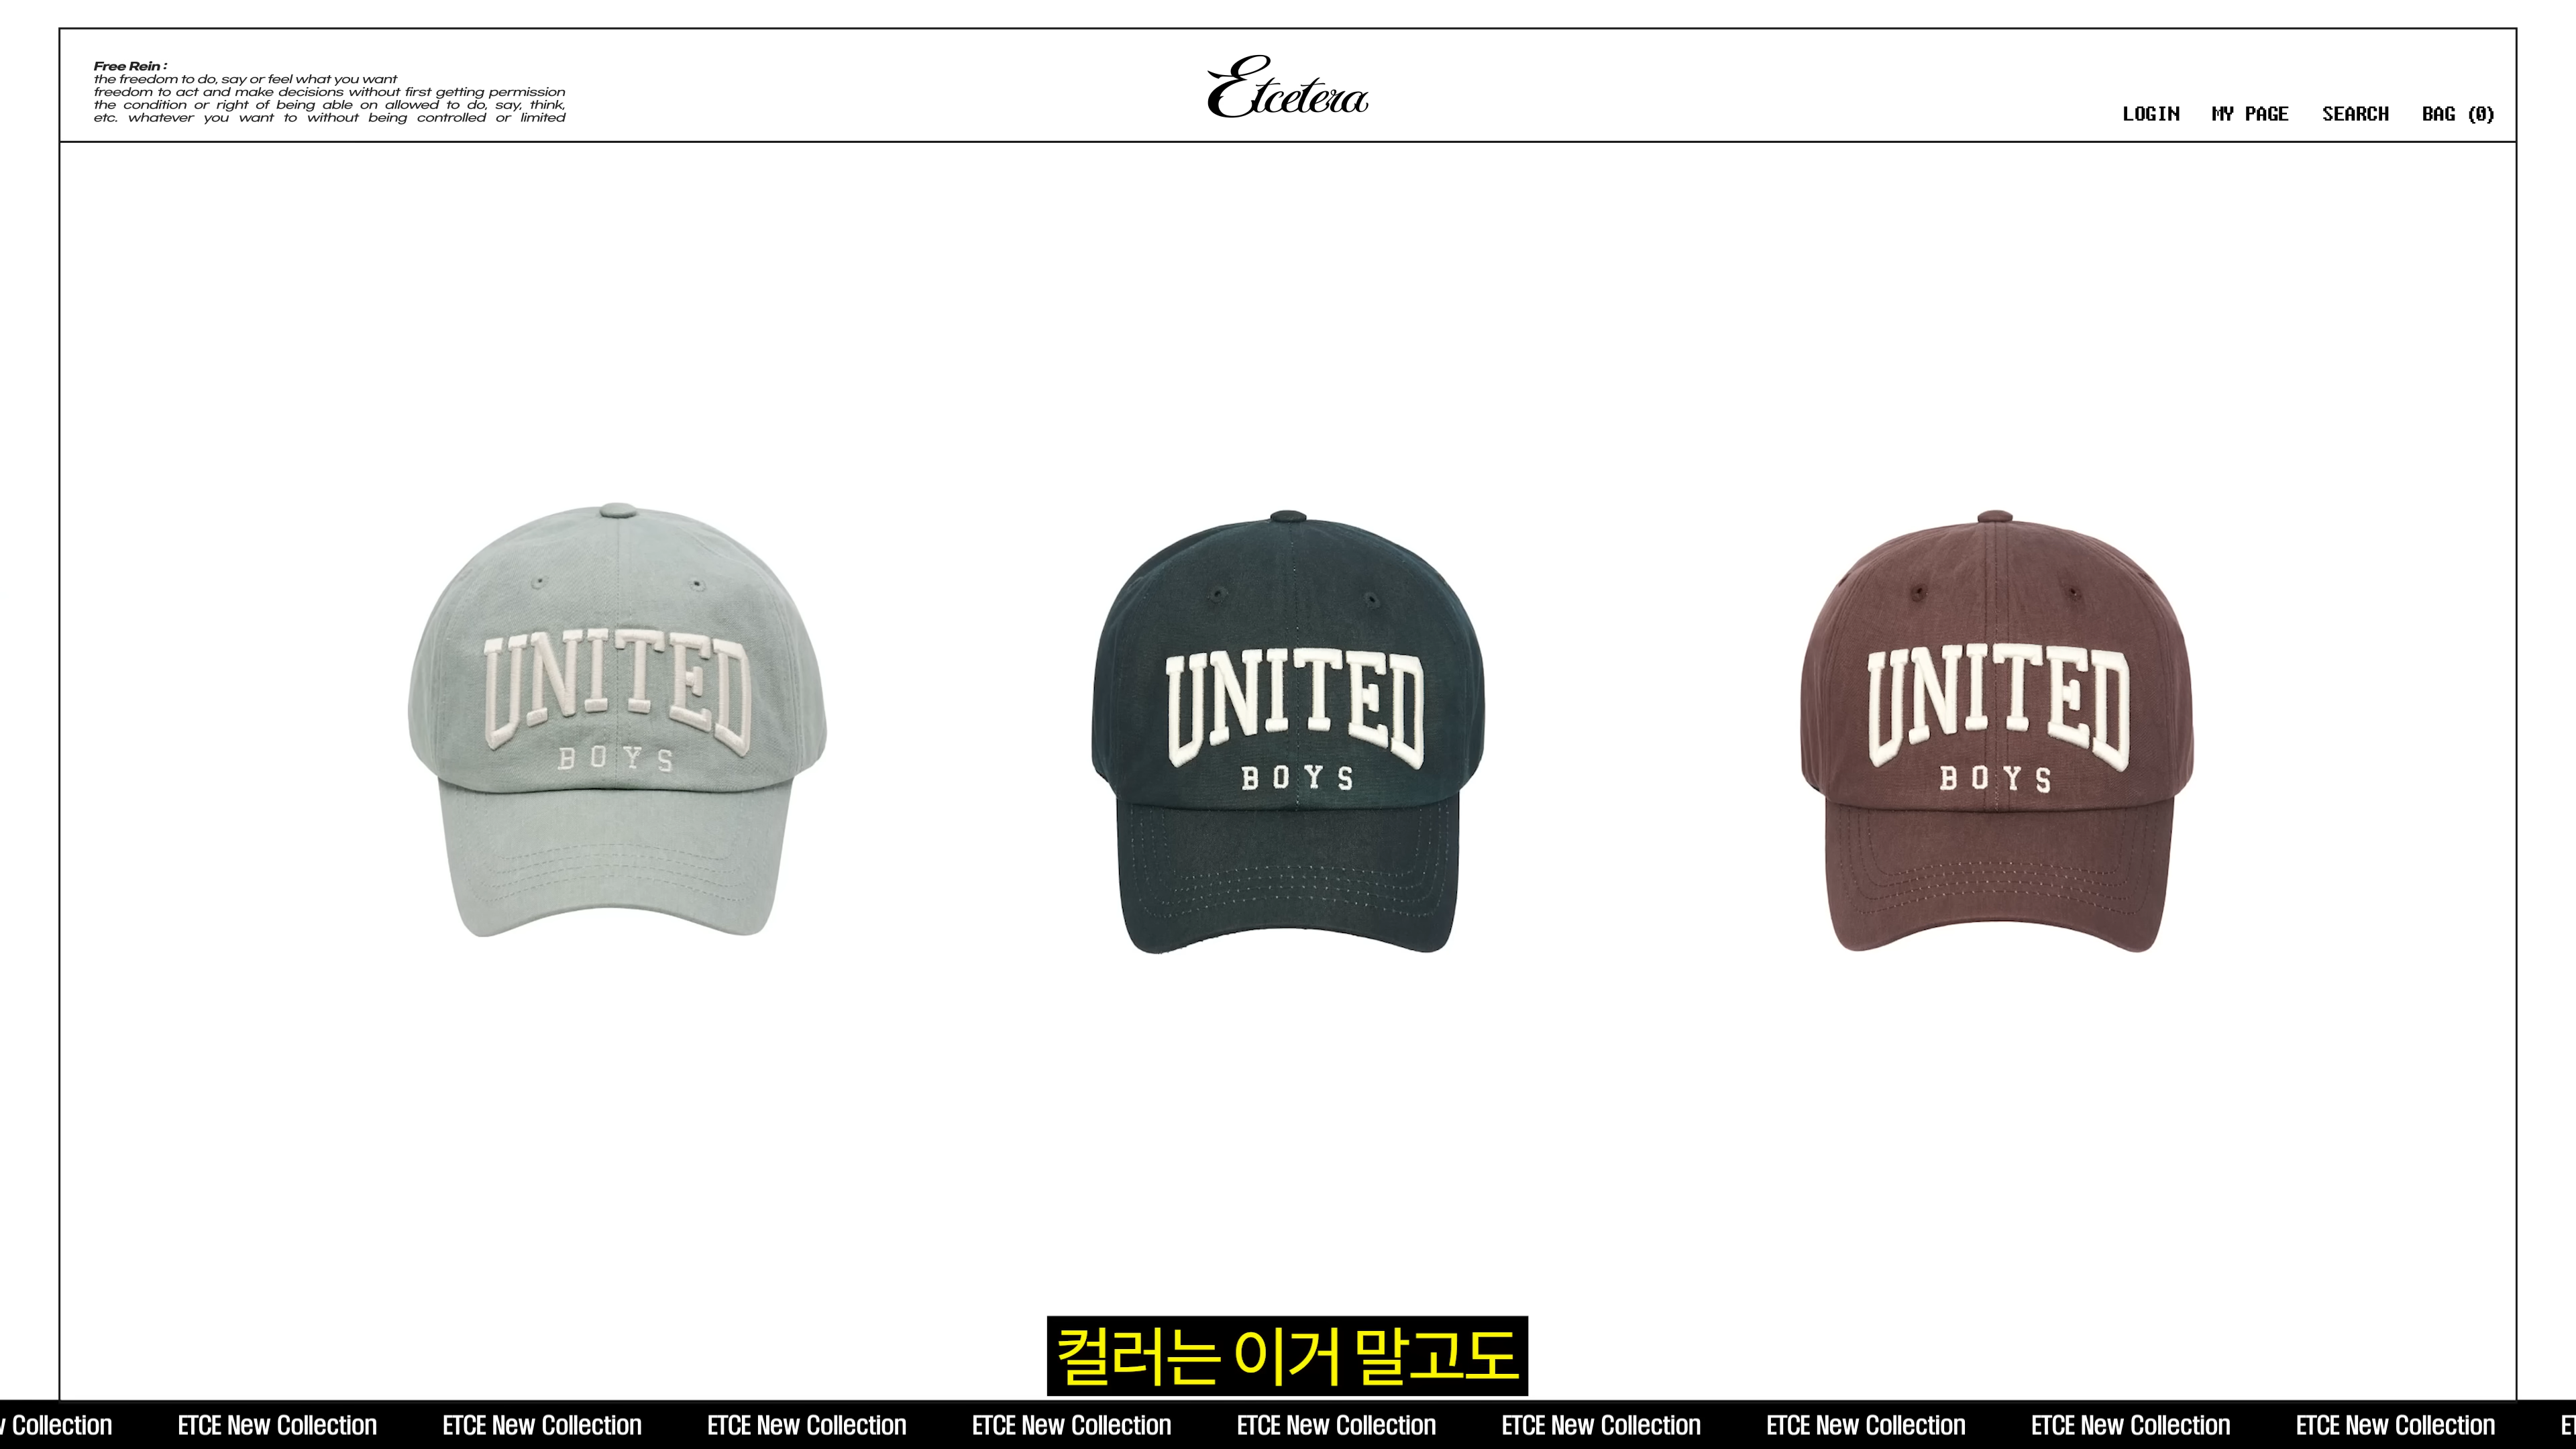 Free Rein :
the freedom to do, say or feel what you want
freedom to act and make decisions without first getting permission
the condition or right of being able on allowed to do, say, think,
etc. whatever you want to without being controlled or limited
Etcetera
LOGIN MY PAGE SEARCH BAG (0)
UNITED
BOYS
UNITED
BOYS
UNITED
BOYS
컬러는 이거 말고도
Collection ETCE New Collection ETCE New Collection ETCE New Collection ETCE New Collection ETCE New Collection ETCE New Collection ETCE New Collection ETCE New Collection ETCE New Collection